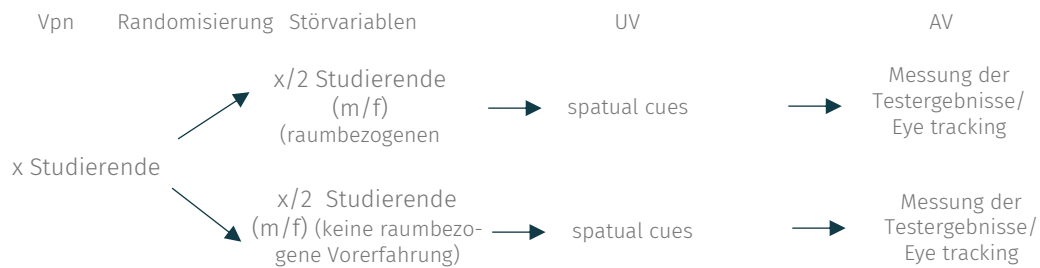 Vpn Randomisierung Störvariablen UV AV
x/2 Studierende
(m/f)
(raumbezogenen
spatual cues
Messung der
Testergebnisse/
Eye tracking
x Studierende
x/2 Studierende
(m/f) (keine raumbezo-
gene Vorerfahrung)
spatual cues
Messung der
Testergebnisse/
Eye tracking